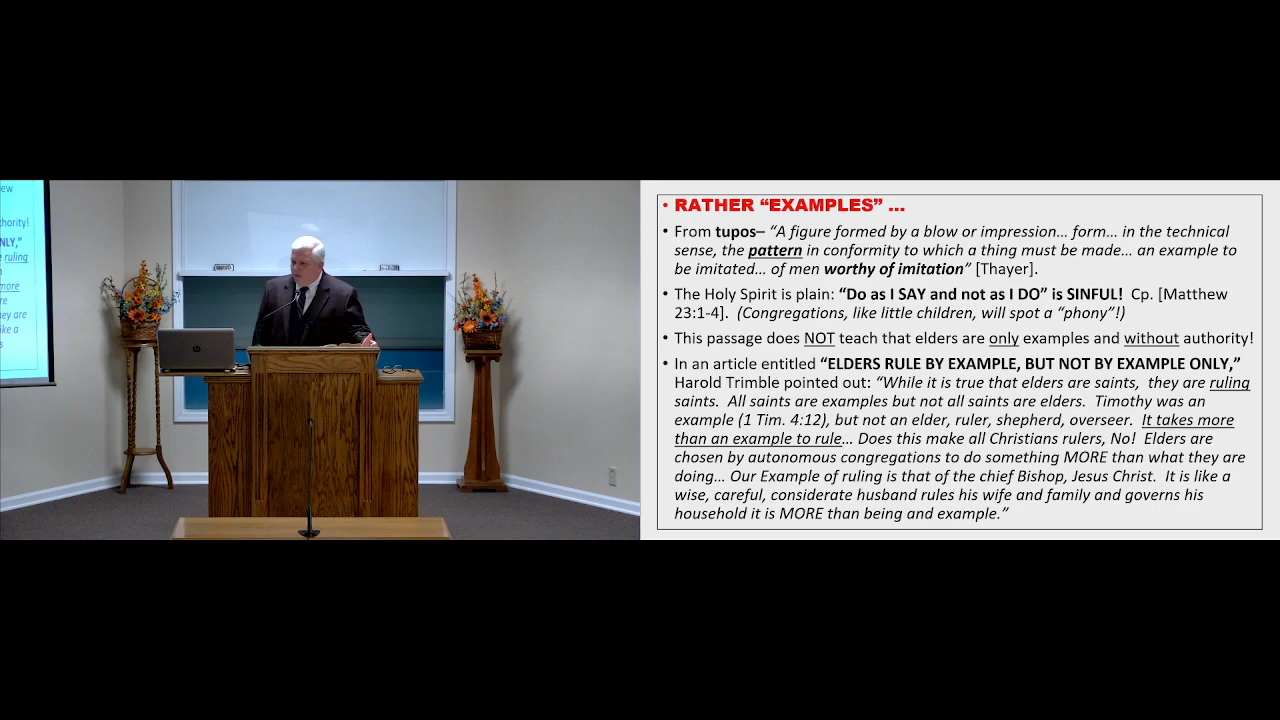 ew
thority!
NLY,"
ruling
n
more
re
ey are
ike a
s
hp
• RATHER “EXAMPLES” ...
• From tupos– “A figure formed by a blow or impression... form... in the technical
sense, the pattern in conformity to which a thing must be made... an example to
be imitated... of men worthy of imitation” [Thayer].
• The Holy Spirit is plain: “Do as I SAY and not as I DO” is SINFUL! Cp. [Matthew
23:1-4]. (Congregations, like little children, will spot a “phony”!)
• This passage does NOT teach that elders are only examples and without authority!
• In an article entitled “ELDERS RULE BY EXAMPLE, BUT NOT BY EXAMPLE ONLY,”
Harold Trimble pointed out: “While it is true that elders are saints, they are ruling
saints. All saints are examples but not all saints are elders. Timothy was an
example (1 Tim. 4:12), but not an elder, ruler, shepherd, overseer. It takes more
than an example to rule... Does this make all Christians rulers, No! Elders are
chosen by autonomous congregations to do something MORE than what they are
doing... Our Example of ruling is that of the chief Bishop, Jesus Christ. It is like a
wise, careful, considerate husband rules his wife and family and governs his
household it is MORE than being and example.”